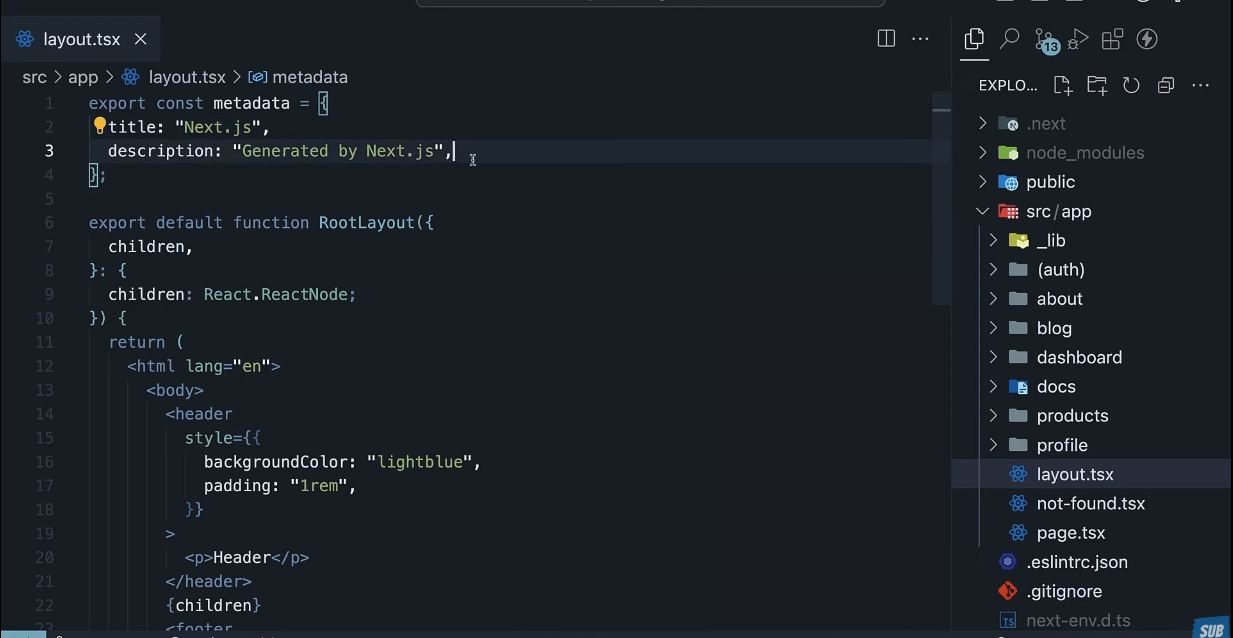 layout.tsx
src > app > layout.tsx > metadata
1 export const metadata = {
2 title: "Next.js",
3 description: "Generated by Next.js",
4 };
5
6 export default function RootLayout({
7 children,
8 }: {
9 children: React.ReactNode;
10 }) {
11 return (
12 <html lang="en">
13 <body>
14 <header
15 style={{
16 backgroundColor: "lightblue",
17 padding: "1rem",
18 }}
19 >
20 <p>Header</p>
21 </header>
22 {children}
23 <footer
13
EXPLO...
.next
node_modules
public
src/app
_lib
(auth)
about
blog
dashboard
docs
products
profile
layout.tsx
not-found.tsx
page.tsx
.eslintrc.json
.gitignore
TS next-env.d.ts
SUB